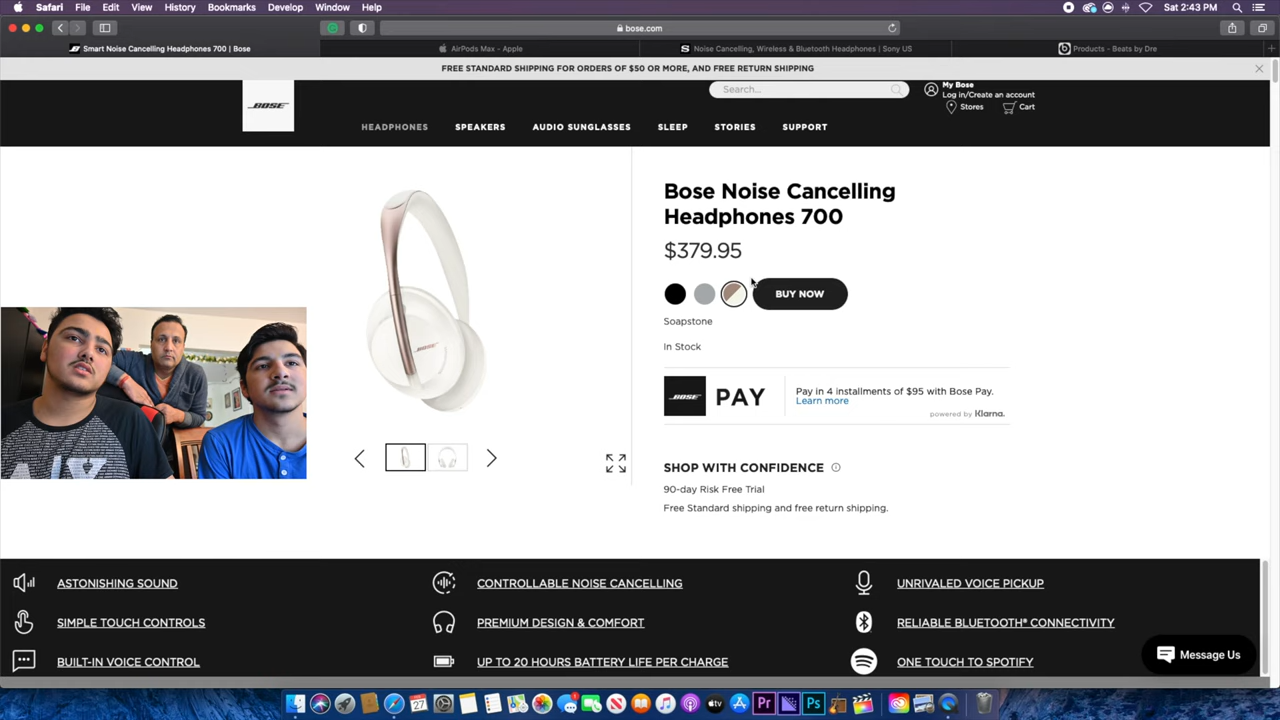 Safari File Edit View History Bookmarks Develop Window Help
Sat 2:43 PM
bose.com
Smart Noise Cancelling Headphones 700 | Bose
AirPods Max - Apple
Noise Cancelling, Wireless & Bluetooth Headphones | Sony US
Products - Beats by Dre
FREE STANDARD SHIPPING FOR ORDERS OF $50 OR MORE, AND FREE RETURN SHIPPING
BOSE
Search...
My Bose
Log in/Create an account
Stores
Cart
HEADPHONES SPEAKERS AUDIO SUNGLASSES SLEEP STORIES SUPPORT
Bose Noise Cancelling
Headphones 700
$379.95
BUY NOW
Soapstone
In Stock
BOSE
BOSE
PAY
Pay in 4 installments of $95 with Bose Pay.
Learn more
powered by Klarna.
SHOP WITH CONFIDENCE
90-day Risk Free Trial
Free Standard shipping and free return shipping.
ASTONISHING SOUND
CONTROLLABLE NOISE CANCELLING
UNRIVALED VOICE PICKUP
SIMPLE TOUCH CONTROLS
PREMIUM DESIGN & COMFORT
RELIABLE BLUETOOTH® CONNECTIVITY
BUILT-IN VOICE CONTROL
UP TO 20 HOURS BATTERY LIFE PER CHARGE
ONE TOUCH TO SPOTIFY
Message Us
27
tv
Pr
Ps